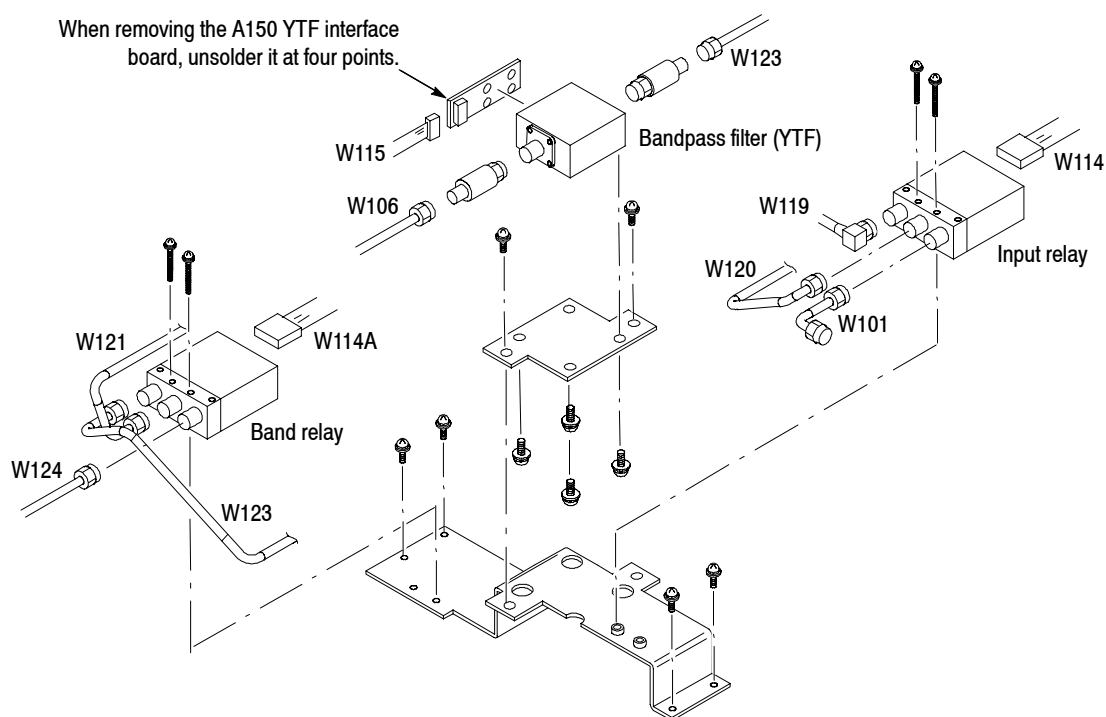 When removing the A150 YTF interface
board, unsolder it at four points.
W123
W115
Bandpass filter (YTF)
W114
W106
W119
Input relay
W120
W101
W121
W114A
Band relay
W124
W123